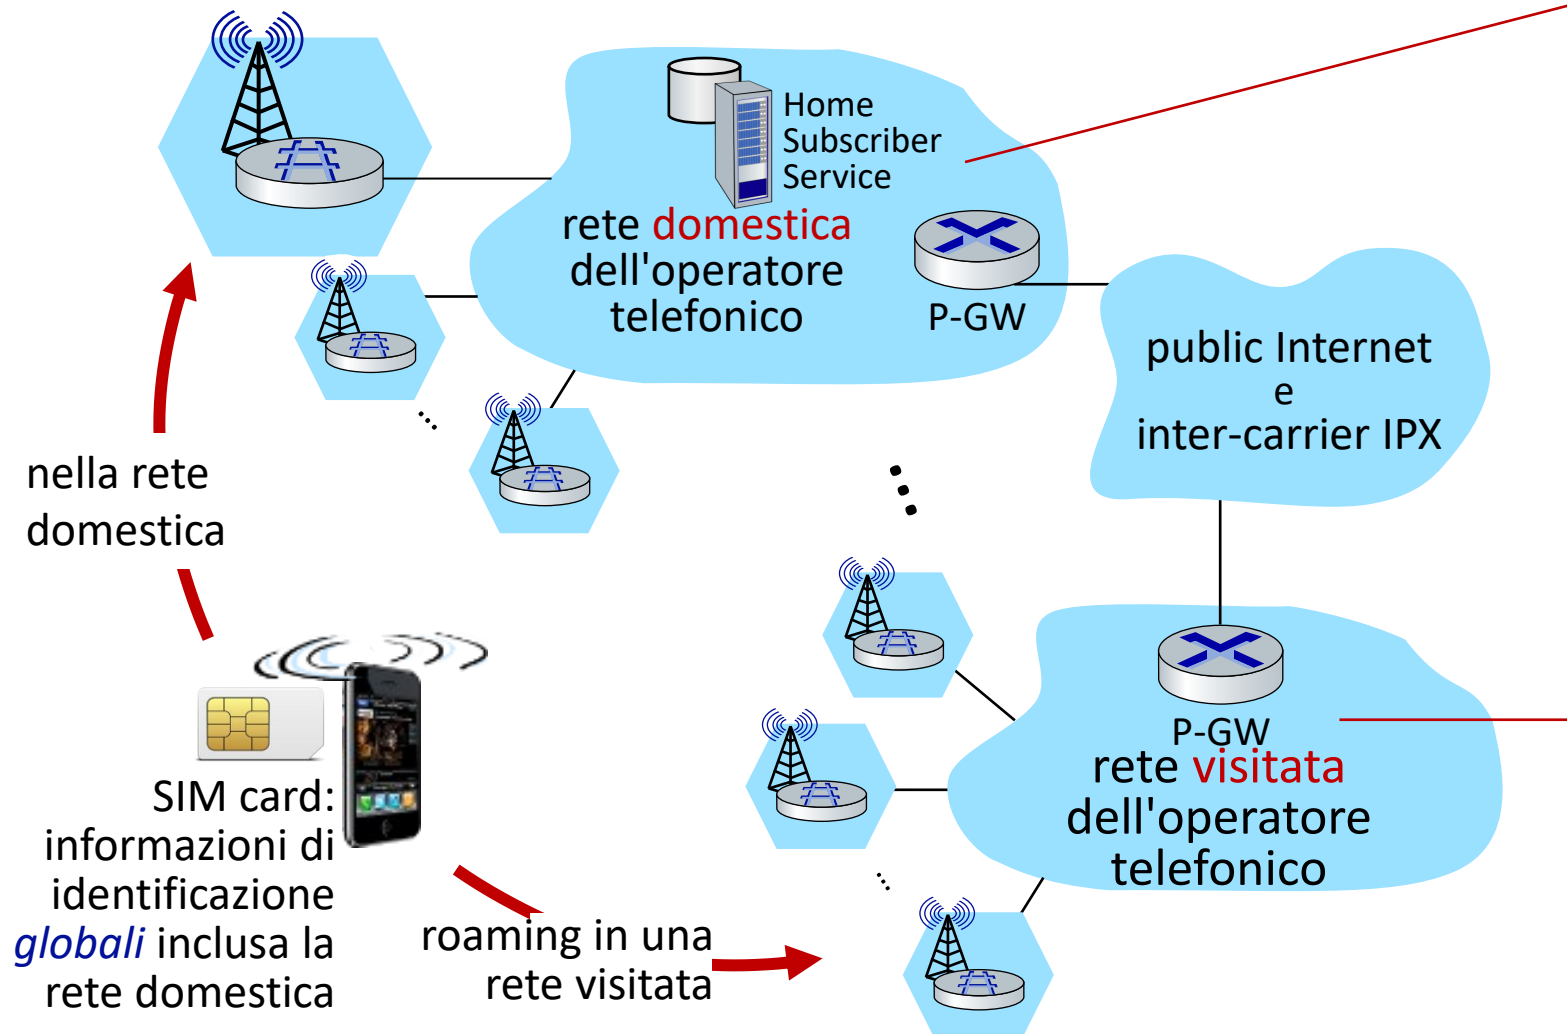 Home
Subscriber
Service
rete domestica
dell'operatore
telefonico
P-GW
public Internet
e
inter-carrier IPX
nella rete
domestica
P-GW
rete visitata
dell'operatore
telefonico
SIM card:
informazioni di
identificazione
globali inclusa la
rete domestica
roaming in una
rete visitata